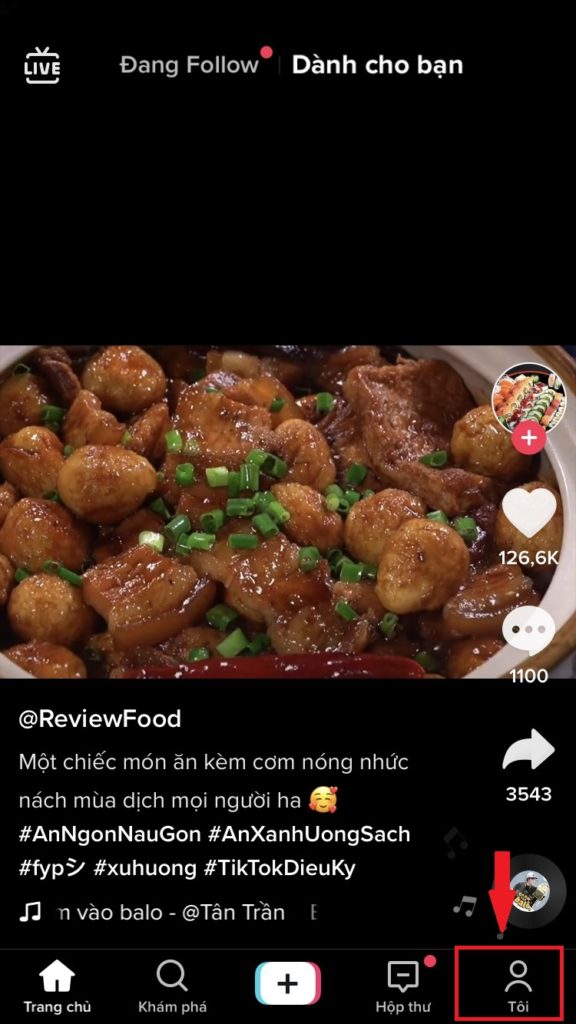 LIVE
Đang Follow Dành cho bạn
126,6K
1100
@ReviewFood
Một chiếc món ăn kèm cơm nóng nhức
nách mùa dịch mọi người ha 🥰
#AnNgonNauGon #AnXanhUongSach
#fypシ #xuhuong #TikTokDieuKy
3543
m vào balo - @Tân Trần
Trang chủ Khám phá Hộp thư Tôi